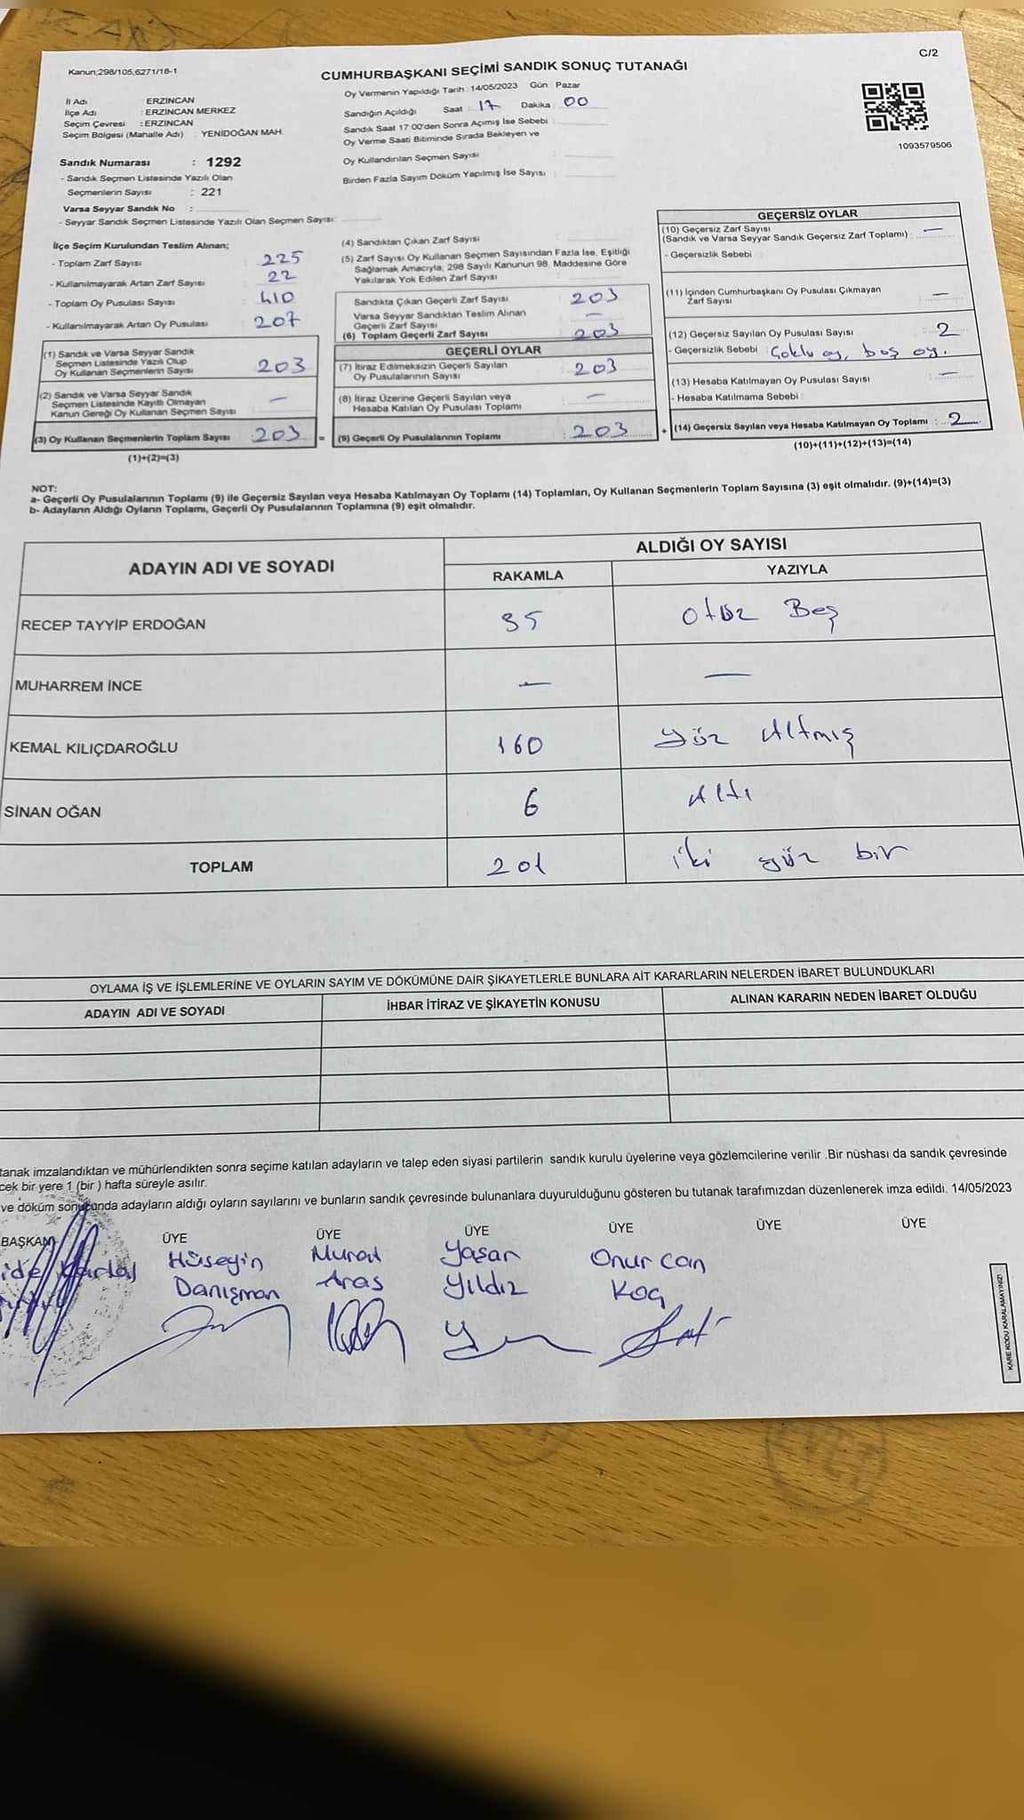 Kanun;298/105,6271/18-1
C/2
CUMHURBAŞKANI SEÇİMİ SANDIK SONUÇ TUTANAĞI
İl Adı : ERZINCAN
İlçe Adı : ERZINCAN MERKEZ
Seçim Çevresi : ERZINCAN
Seçim Bölgesi (Mahalle Adı) : YENIDOĞAN MAH.
Sandık Numarası : 1292
- Sandık Seçmen Listesinde Yazılı Olan
Seçmenlerin Sayısı : 221
Varsa Seyyar Sandık No :
- Seyyar Sandık Seçmen Listesinde Yazılı Olan Seçmen Sayısı:
Oy Vermenin Yapıldığı Tarih : 14/05/2023 Gün : Pazar
Sandığın Açıldığı Saat : 17 Dakika : 00
Sandık Saat 17:00'den Sonra Açımış İse Sebebi :
Oy Verme Saati Bitiminde Sırada Bekleyen ve
Oy Kullandırılan Seçmen Sayısı :
Birden Fazla Sayım Döküm Yapılmış İse Sayısı :
1093579506
İlçe Seçim Kurulundan Teslim Alınan;
- Toplam Zarf Sayısı : 225
- Kullanılmayarak Artan Zarf Sayısı : 22
- Toplam Oy Pusulası Sayısı : 410
- Kullanılmayarak Artan Oy Pusulası : 207
(1) Sandık ve Varsa Seyyar Sandık
Seçmen Listesinde Yazılı Olup
Oy Kullanan Seçmenlerin Sayısı : 203
(2) Sandık ve Varsa Seyyar Sandık
Seçmen Listesinde Kayıtlı Olmayan
Kanun Gereği Oy Kullanan Seçmen Sayısı : —
(3) Oy Kullanan Seçmenlerin Toplam Sayısı : 203 =
(1)+(2)=(3)
(4) Sandıktan Çıkan Zarf Sayısı :
(5) Zarf Sayısı Oy Kullanan Seçmen Sayısından Fazla İse, Eşitliği
Sağlamak Amacıyla; 298 Sayılı Kanunun 98. Maddesine Göre
Yakılarak Yok Edilen Zarf Sayısı :
Sandıkta Çıkan Geçerli Zarf Sayısı : 203
Varsa Seyyar Sandıktan Teslim Alınan
Geçerli Zarf Sayısı : —
(6) Toplam Geçerli Zarf Sayısı : 203
GEÇERLİ OYLAR
(7) İtiraz Edilmeksizin Geçerli Sayılan
Oy Pusulalarının Sayısı : 203
(8) İtiraz Üzerine Geçerli Sayılan veya
Hesaba Katılan Oy Pusulası Toplamı : —
(9) Geçerli Oy Pusulalarının Toplamı : 203 +
GEÇERSİZ OYLAR
(10) Geçersiz Zarf Sayısı
(Sandık ve Varsa Seyyar Sandık Geçersiz Zarf Toplamı) : —
- Geçersizlik Sebebi :
(11) İçinden Cumhurbaşkanı Oy Pusulası Çıkmayan
Zarf Sayısı : —
(12) Geçersiz Sayılan Oy Pusulası Sayısı : 2
- Geçersizlik Sebebi : Çoklu oy, boş oy.
(13) Hesaba Katılmayan Oy Pusulası Sayısı : —
- Hesaba Katılmama Sebebi :
(14) Geçersiz Sayılan veya Hesaba Katılmayan Oy Toplamı : 2
(10)+(11)+(12)+(13)=(14)
NOT:
a- Geçerli Oy Pusulalarının Toplamı (9) ile Geçersiz Sayılan veya Hesaba Katılmayan Oy Toplamı (14) Toplamları, Oy Kullanan Seçmenlerin Toplam Sayısına (3) eşit olmalıdır. (9)+(14)=(3)
b- Adayların Aldığı Oyların Toplamı, Geçerli Oy Pusulalarının Toplamına (9) eşit olmalıdır.
ADAYIN ADI VE SOYADI ALDIĞI OY SAYISI
RAKAMLA YAZIYLA
RECEP TAYYİP ERDOĞAN 35 Otuz Beş
MUHARREM İNCE — —
KEMAL KILIÇDAROĞLU 160 Yüz Altmış
SİNAN OĞAN 6 Altı
TOPLAM 201 iki yüz bir
OYLAMA İŞ VE İŞLEMLERİNE VE OYLARIN SAYIM VE DÖKÜMÜNE DAİR ŞİKAYETLERLE BUNLARA AİT KARARLARIN NELERDEN İBARET BULUNDUKLARI
ADAYIN ADI VE SOYADI İHBAR İTİRAZ VE ŞİKAYETİN KONUSU ALINAN KARARIN NEDEN İBARET OLDUĞU
tanak imzalandıktan ve mühürlendikten sonra seçime katılan adayların ve talep eden siyasi partilerin sandık kurulu üyelerine veya gözlemcilerine verilir .Bir nüshası da sandık çevresinde
cek bir yere 1 (bir ) hafta süreyle asılır.
ve döküm sonucunda adayların aldığı oyların sayılarını ve bunların sandık çevresinde bulunanlara duyurulduğunu gösteren bu tutanak tarafımızdan düzenlenerek imza edildi. 14/05/2023
BAŞKAN ÜYE ÜYE ÜYE ÜYE ÜYE ÜYE
Hüseyin Murat Yaşar Onur can
Danışman Aras Yıldız Koç
KARE KODU KARALAMAYINIZ!